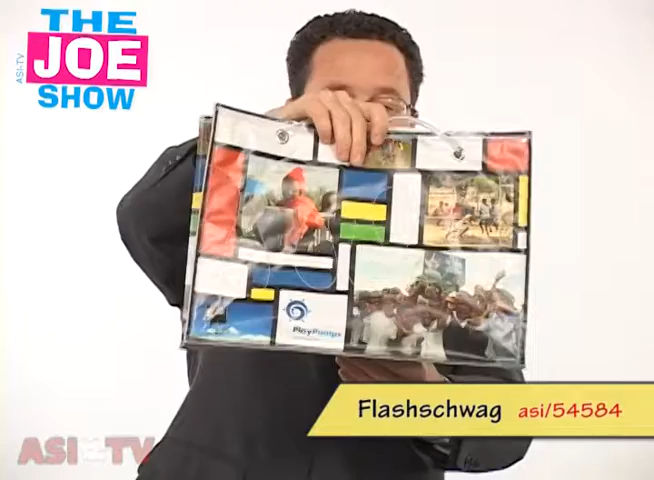 THE
JOE
SHOW
ASI-TV
PlayPumps
Flashschwag asi/54584
ASI TV